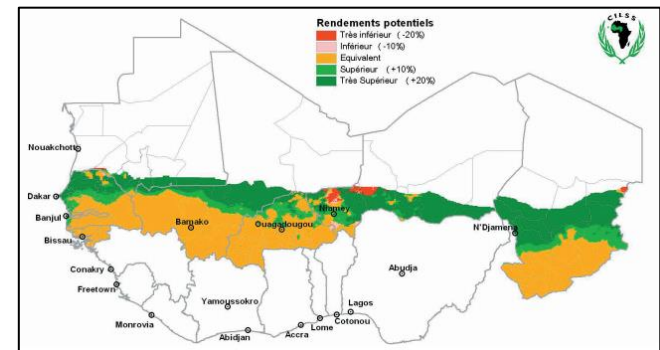 Rendements potentiels
Très inférieur (-20%)
Inférieur (-10%)
Equivalent
Supérieur (+10%)
Très Supérieur (+20%)
CILSS
Nouakchott
Dakar
Banjul
Bissau
Bamako
Ouagadougou
Niamey
N'Djamena
Conakry
Freetown
Monrovia
Yamoussokro
Abidjan
Accra
Lome
Cotonou
Lagos
Abudja